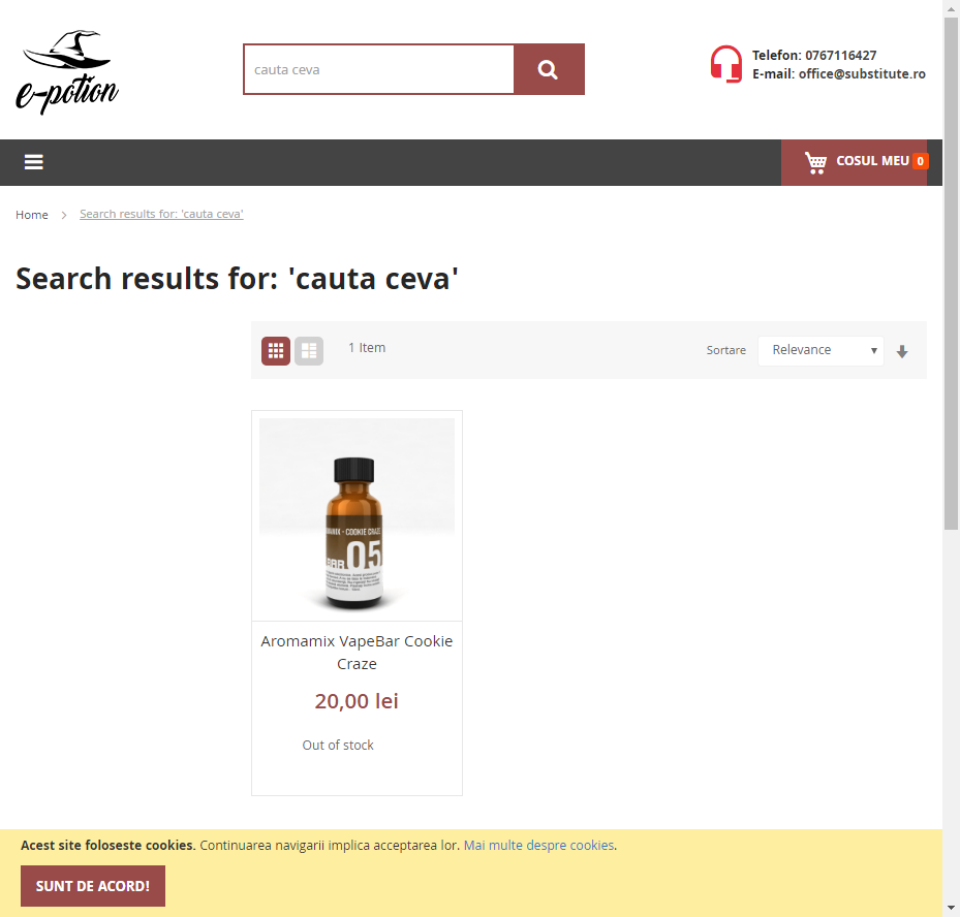 e-potion
cauta ceva
Telefon: 0767116427
E-mail: office@substitute.ro
COSUL MEU 0
Home > Search results for: 'cauta ceva'
Search results for: 'cauta ceva'
1 Item
Sortare Relevance
COOKIE CRAZE
05
Aromamix VapeBar Cookie
Craze
20,00 lei
Out of stock
Acest site foloseste cookies. Continuarea navigarii implica acceptarea lor. Mai multe despre cookies.
SUNT DE ACORD!